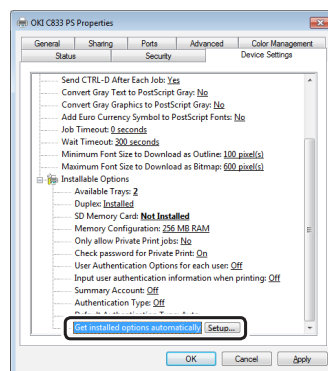 OKI C833 PS Properties
General Sharing Ports Advanced Color Management
Status Security Device Settings
Send CTRL-D After Each Job: Yes
Convert Gray Text to PostScript Gray: No
Convert Gray Graphics to PostScript Gray: No
Add Euro Currency Symbol to PostScript Fonts: No
Job Timeout: 0 seconds
Wait Timeout: 300 seconds
Minimum Font Size to Download as Outline: 100 pixel(s)
Maximum Font Size to Download as Bitmap: 600 pixel(s)
Installable Options
Available Trays: 2
Duplex: Installed
SD Memory Card: Not Installed
Memory Configuration: 256 MB RAM
Only allow Private Print jobs: No
Check password for Private Print: On
User Authentication Options for each user: Off
Input user authentication information when printing: Off
Summary Account: Off
Authentication Type: Off
Get installed options automatically Setup...
OK Cancel Apply